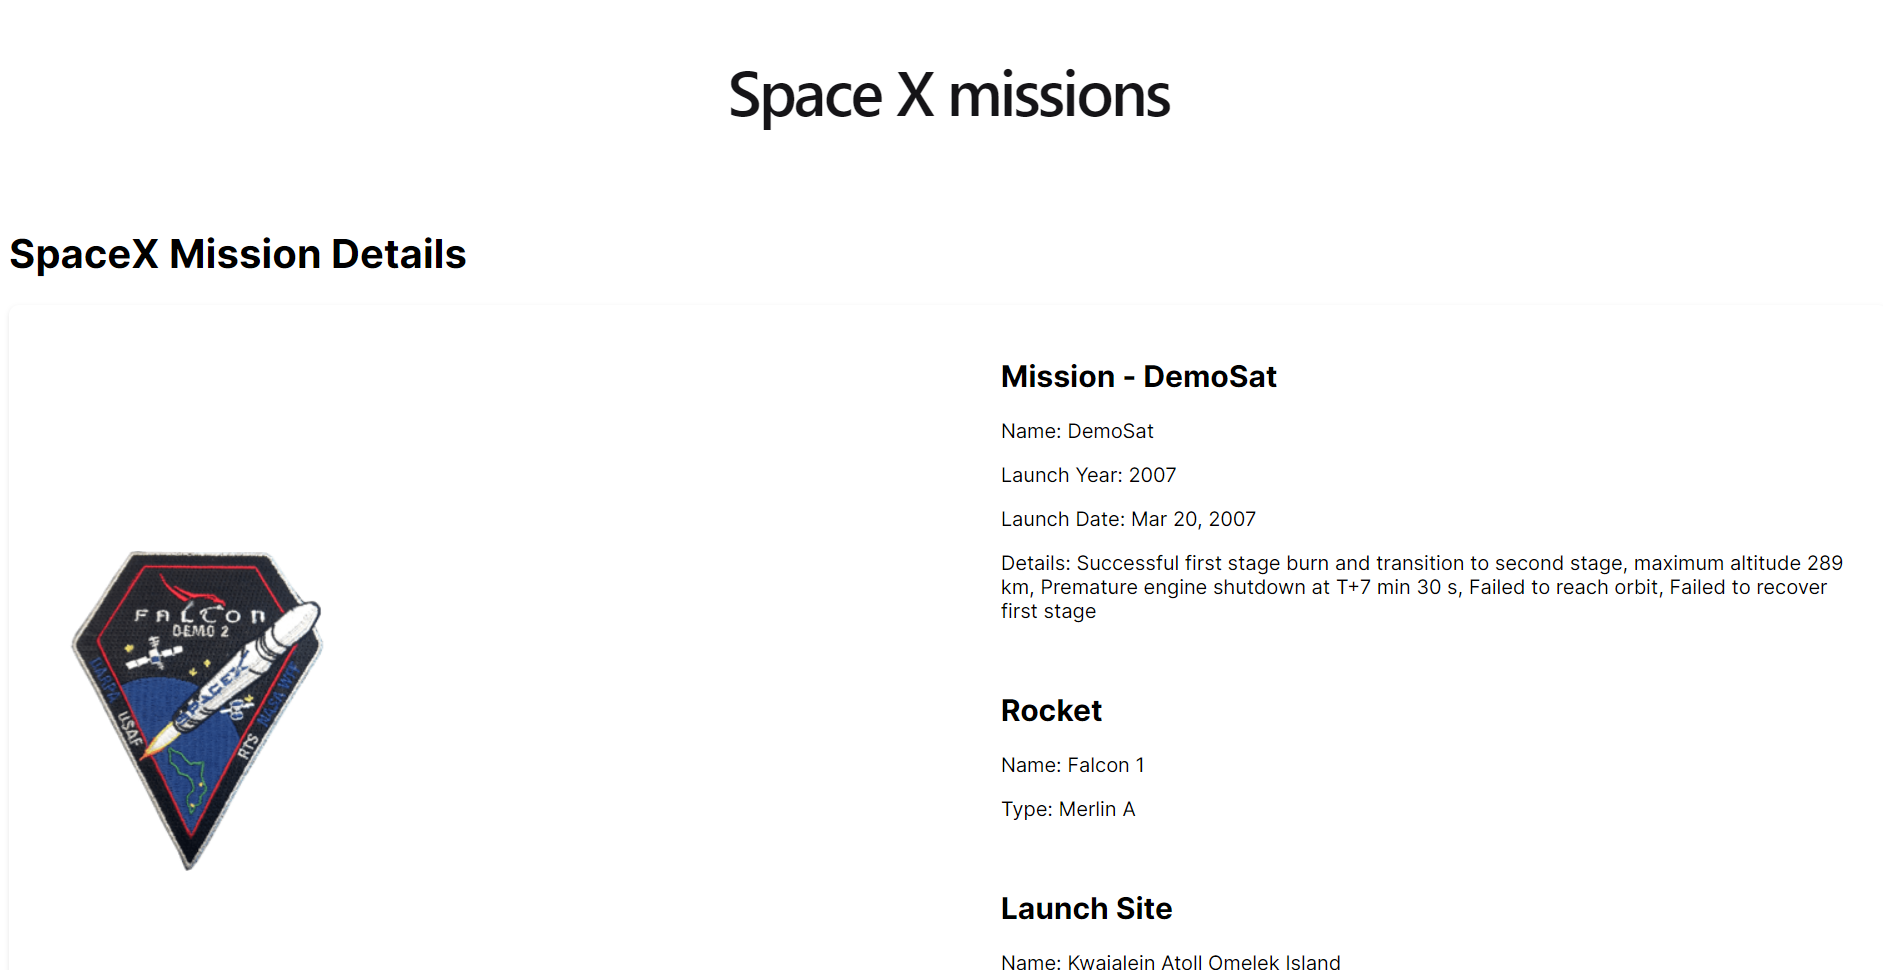 Space X missions
SpaceX Mission Details
Mission - DemoSat
Name: DemoSat
Launch Year: 2007
Launch Date: Mar 20, 2007
Details: Successful first stage burn and transition to second stage, maximum altitude 289
km, Premature engine shutdown at T+7 min 30 s, Failed to reach orbit, Failed to recover
first stage
FALCON
DEMO 2
SPACEX
DARPA
USAF
NASA WFF
RTS
Rocket
Name: Falcon 1
Type: Merlin A
Launch Site
Name: Kwajalein Atoll Omelek Island